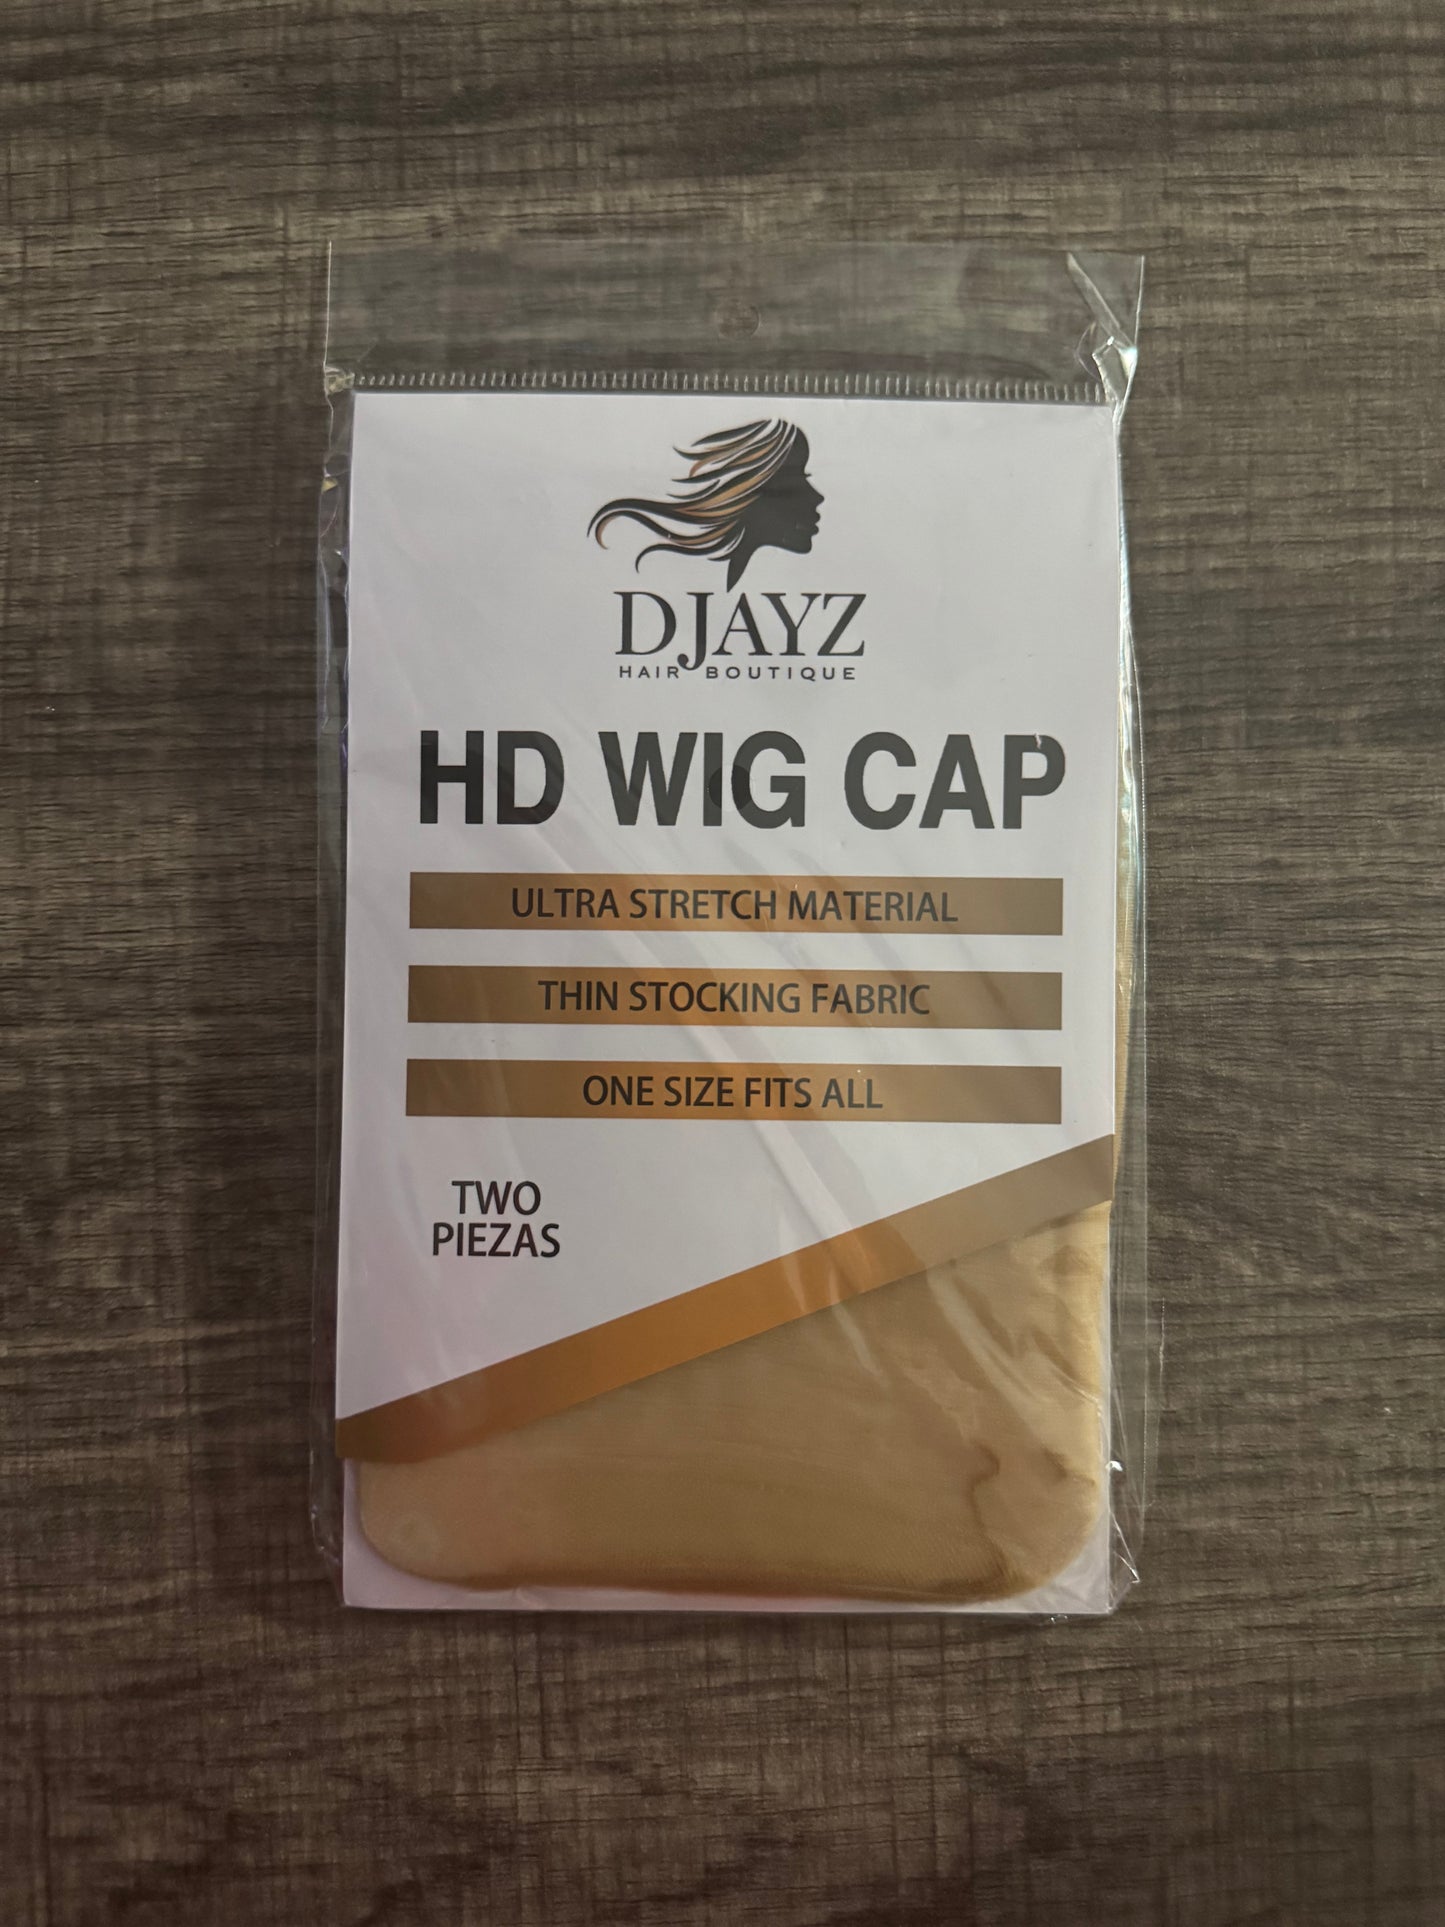 DJAYZ
HAIR BOUTIQUE
HD WIG CAP
ULTRA STRETCH MATERIAL
THIN STOCKING FABRIC
ONE SIZE FITS ALL
TWO
PIEZAS